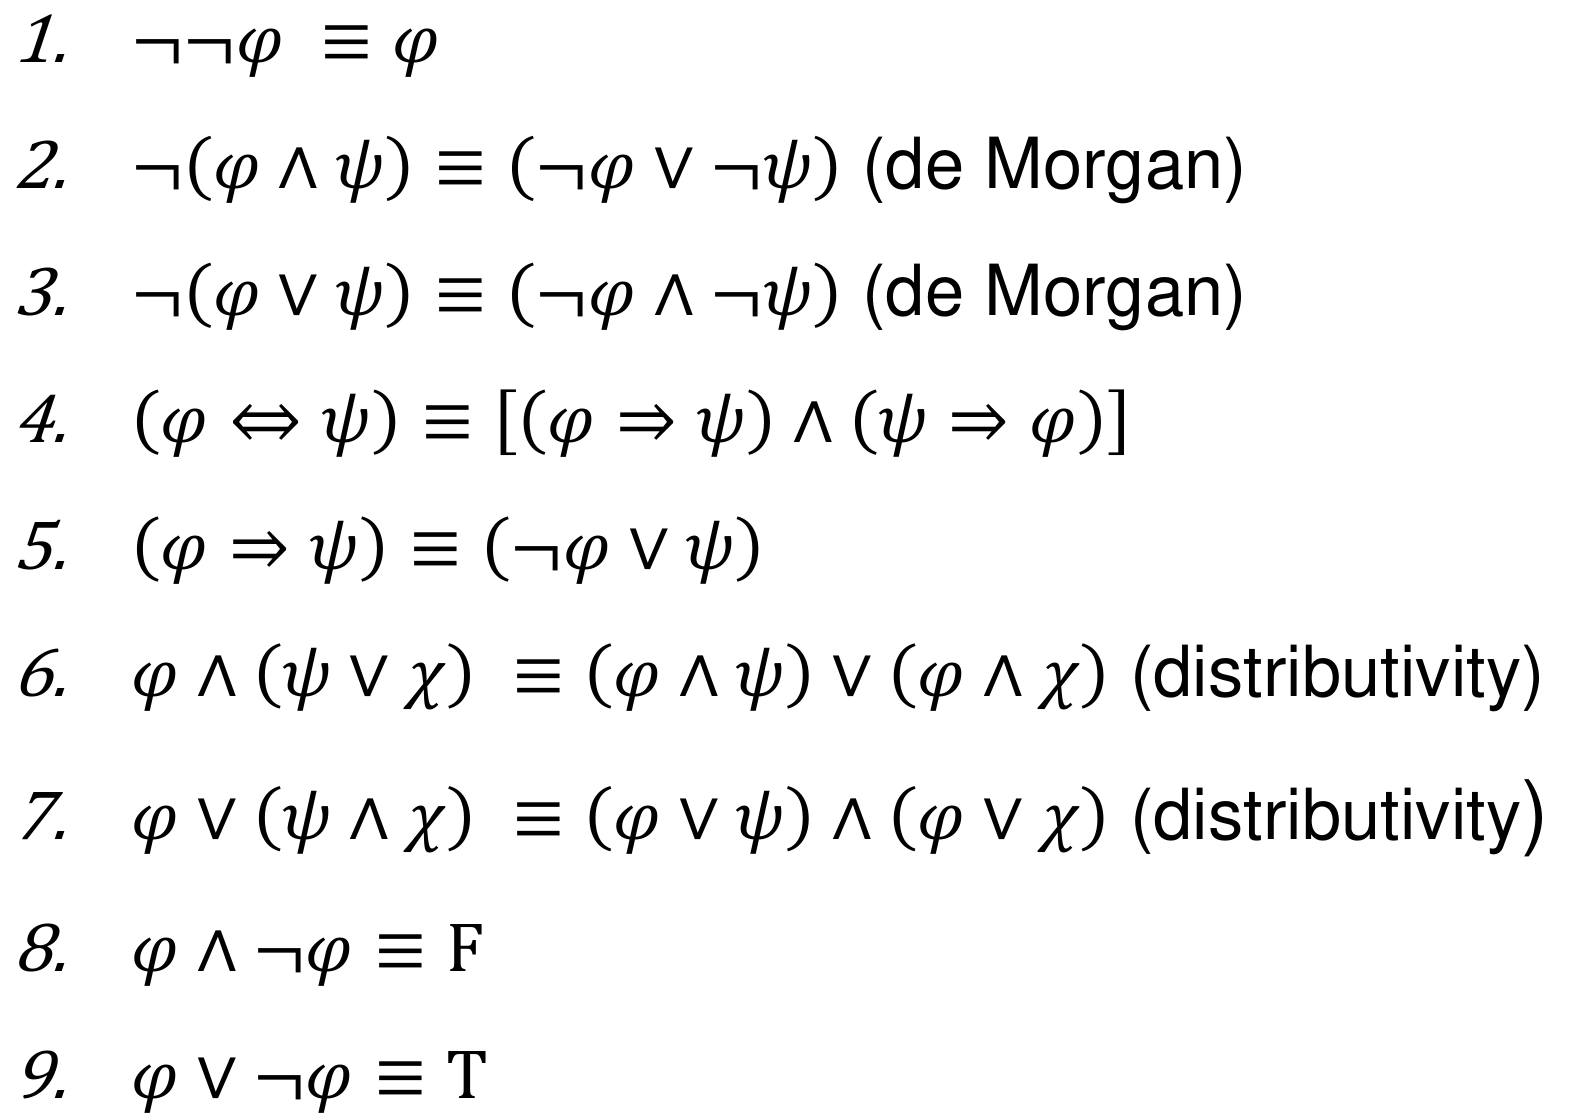 1. ¬¬φ ≡ φ
2. ¬(φ ∧ ψ) ≡ (¬φ ∨ ¬ψ) (de Morgan)
3. ¬(φ ∨ ψ) ≡ (¬φ ∧ ¬ψ) (de Morgan)
4. (φ ⇔ ψ) ≡ [(φ ⇒ ψ) ∧ (ψ ⇒ φ)]
5. (φ ⇒ ψ) ≡ (¬φ ∨ ψ)
6. φ ∧ (ψ ∨ χ) ≡ (φ ∧ ψ) ∨ (φ ∧ χ) (distributivity)
7. φ ∨ (ψ ∧ χ) ≡ (φ ∨ ψ) ∧ (φ ∨ χ) (distributivity)
8. φ ∧ ¬φ ≡ F
9. φ ∨ ¬φ ≡ T